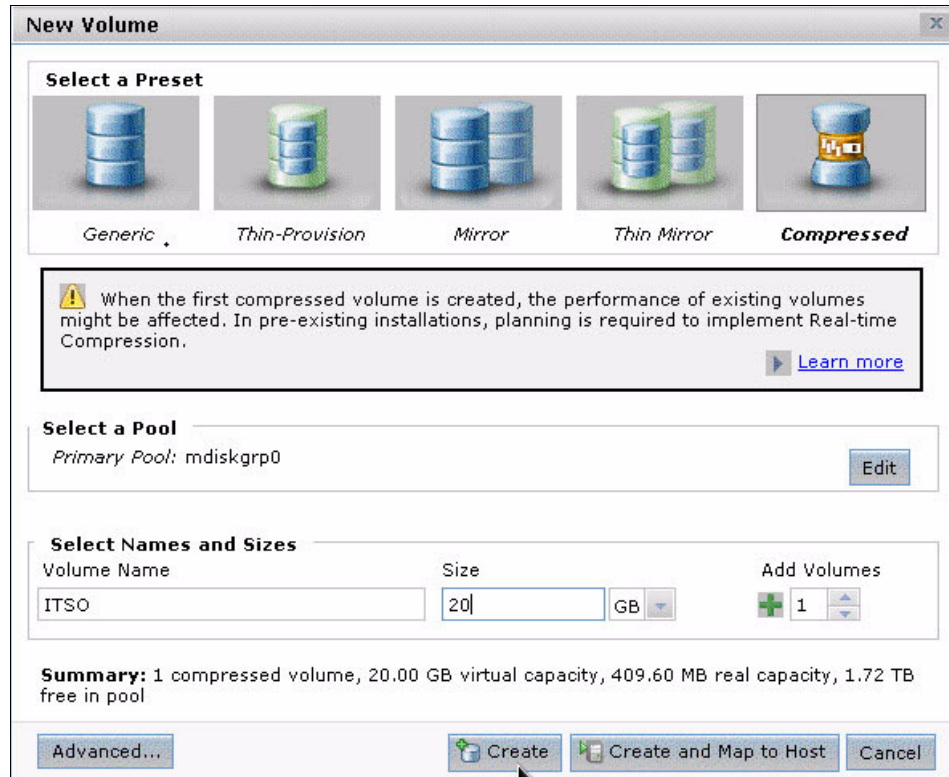 New Volume
x
Select a Preset
Generic
Thin-Provision
Mirror
Thin Mirror
Compressed
When the first compressed volume is created, the performance of existing volumes
might be affected. In pre-existing installations, planning is required to implement Real-time
Compression.
Learn more
Select a Pool
Primary Pool: mdiskgrp0
Edit
Select Names and Sizes
Volume Name
Size
Add Volumes
ITSO
20
GB
1
Summary: 1 compressed volume, 20.00 GB virtual capacity, 409.60 MB real capacity, 1.72 TB
free in pool
Advanced...
Create
Create and Map to Host
Cancel